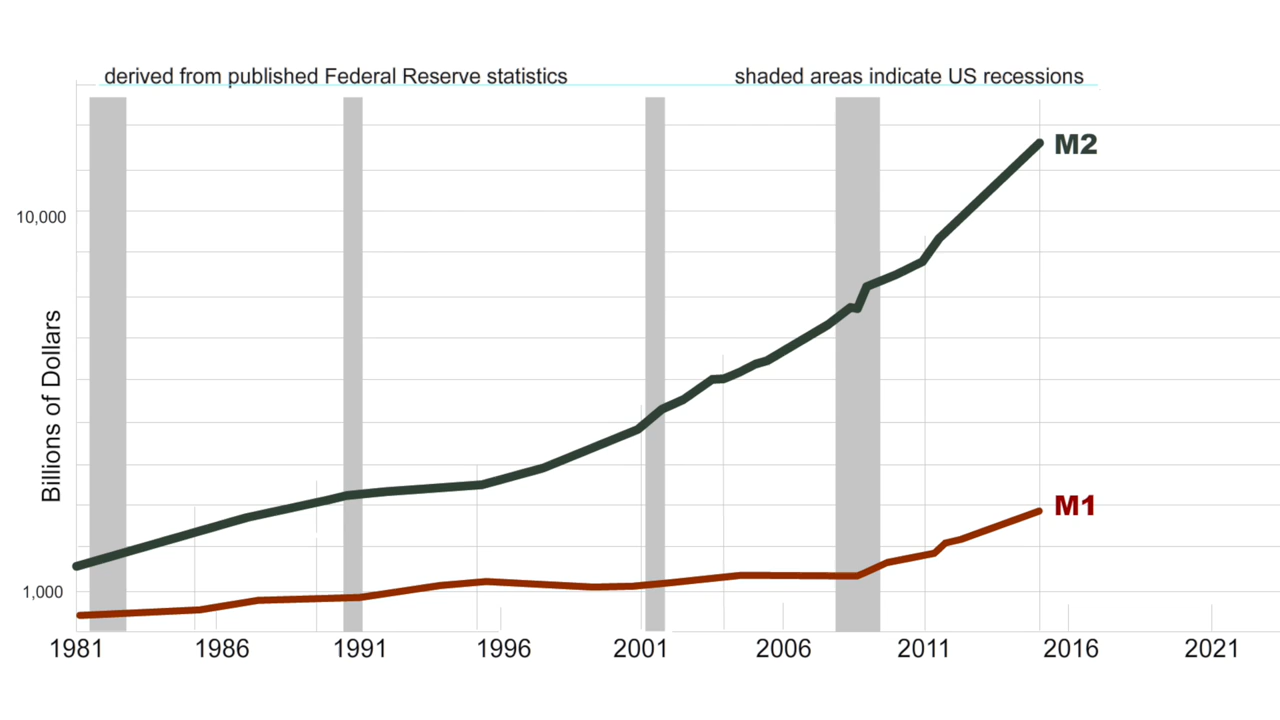 derived from published Federal Reserve statistics
shaded areas indicate US recessions
M2
10,000
Billions of Dollars
M1
1,000
1981 1986 1991 1996 2001 2006 2011 2016 2021